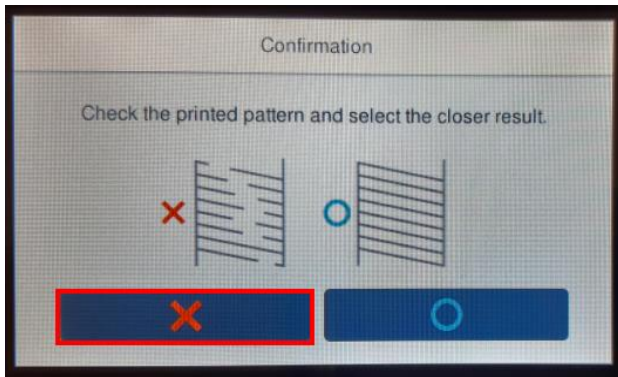 Confirmation
Check the printed pattern and select the closer result.